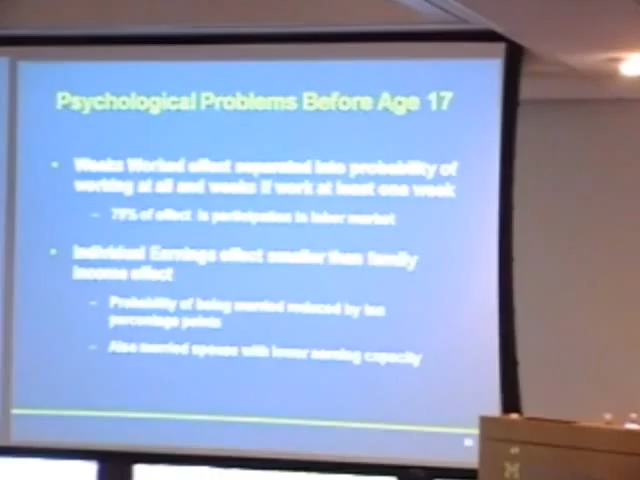 Psychological Problems Before Age 17
• Weeks Worked effect separated into probability of
working at all and weeks if work at least one week
– 79% of effect is participation in labor market
• Individual Earnings effect smaller than family
income effect
– Probability of being married reduced by ten
percentage points
– Also married spouse with lower earning capacity